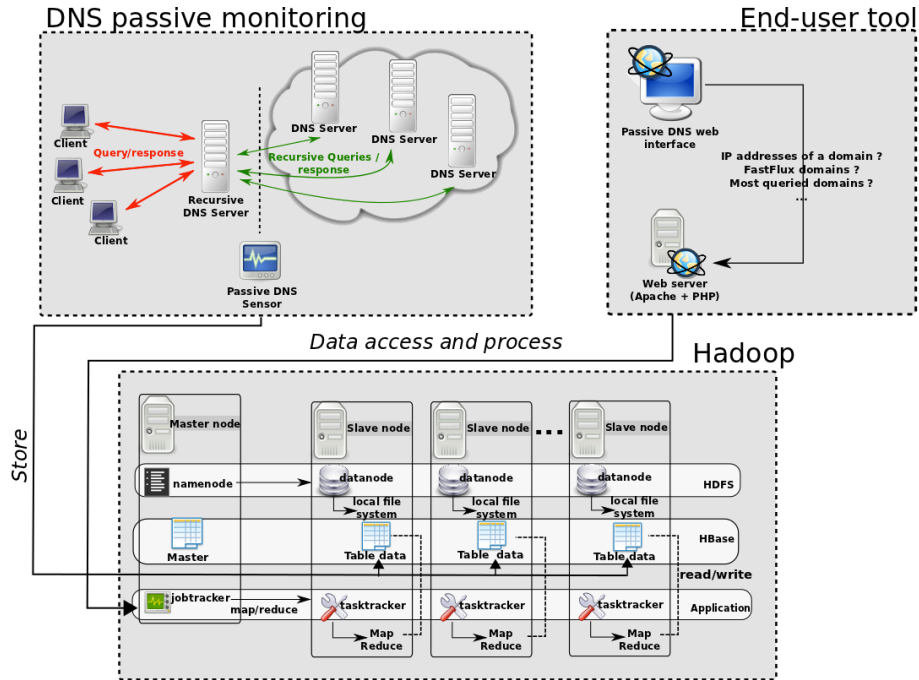 DNS passive monitoring
End-user tool
DNS Server
DNS Server
DNS Server
Client
Client
Client
Query/response
Recursive
DNS Server
Recursive Queries /
response
Passive DNS
Sensor
Passive DNS web
interface
IP addresses of a domain ?
FastFlux domains ?
Most queried domains ?
...
Web server
(Apache + PHP)
Data access and process
Store
Hadoop
Master node
Slave node
Slave node
...
Slave node
namenode
datanode
datanode
datanode
HDFS
local file
system
local file
system
local file
system
Master
Table data
Table data
Table data
HBase
read/write
jobtracker
map/reduce
tasktracker
tasktracker
tasktracker
Application
Map
Reduce
Map
Reduce
Map
Reduce